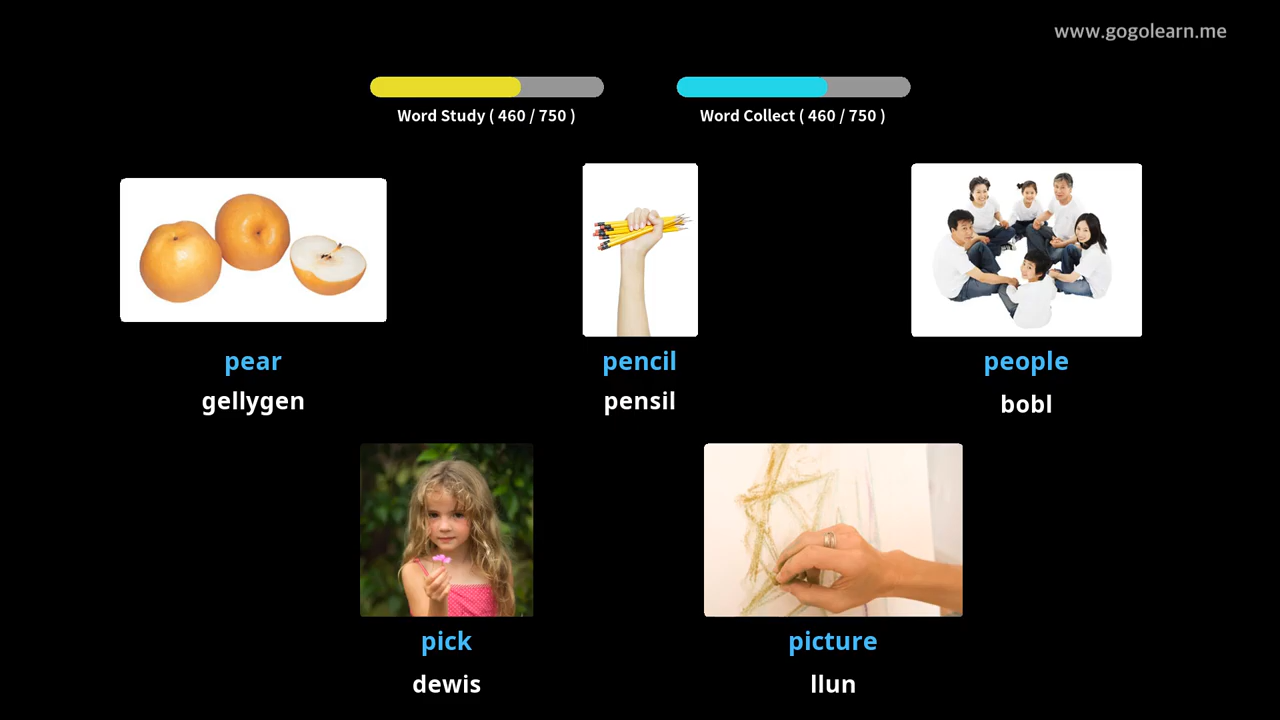 www.gogolearn.me
Word Study ( 460 / 750 )
Word Collect ( 460 / 750 )
pear
gellygen
pencil
pensil
people
bobl
pick
dewis
picture
llun